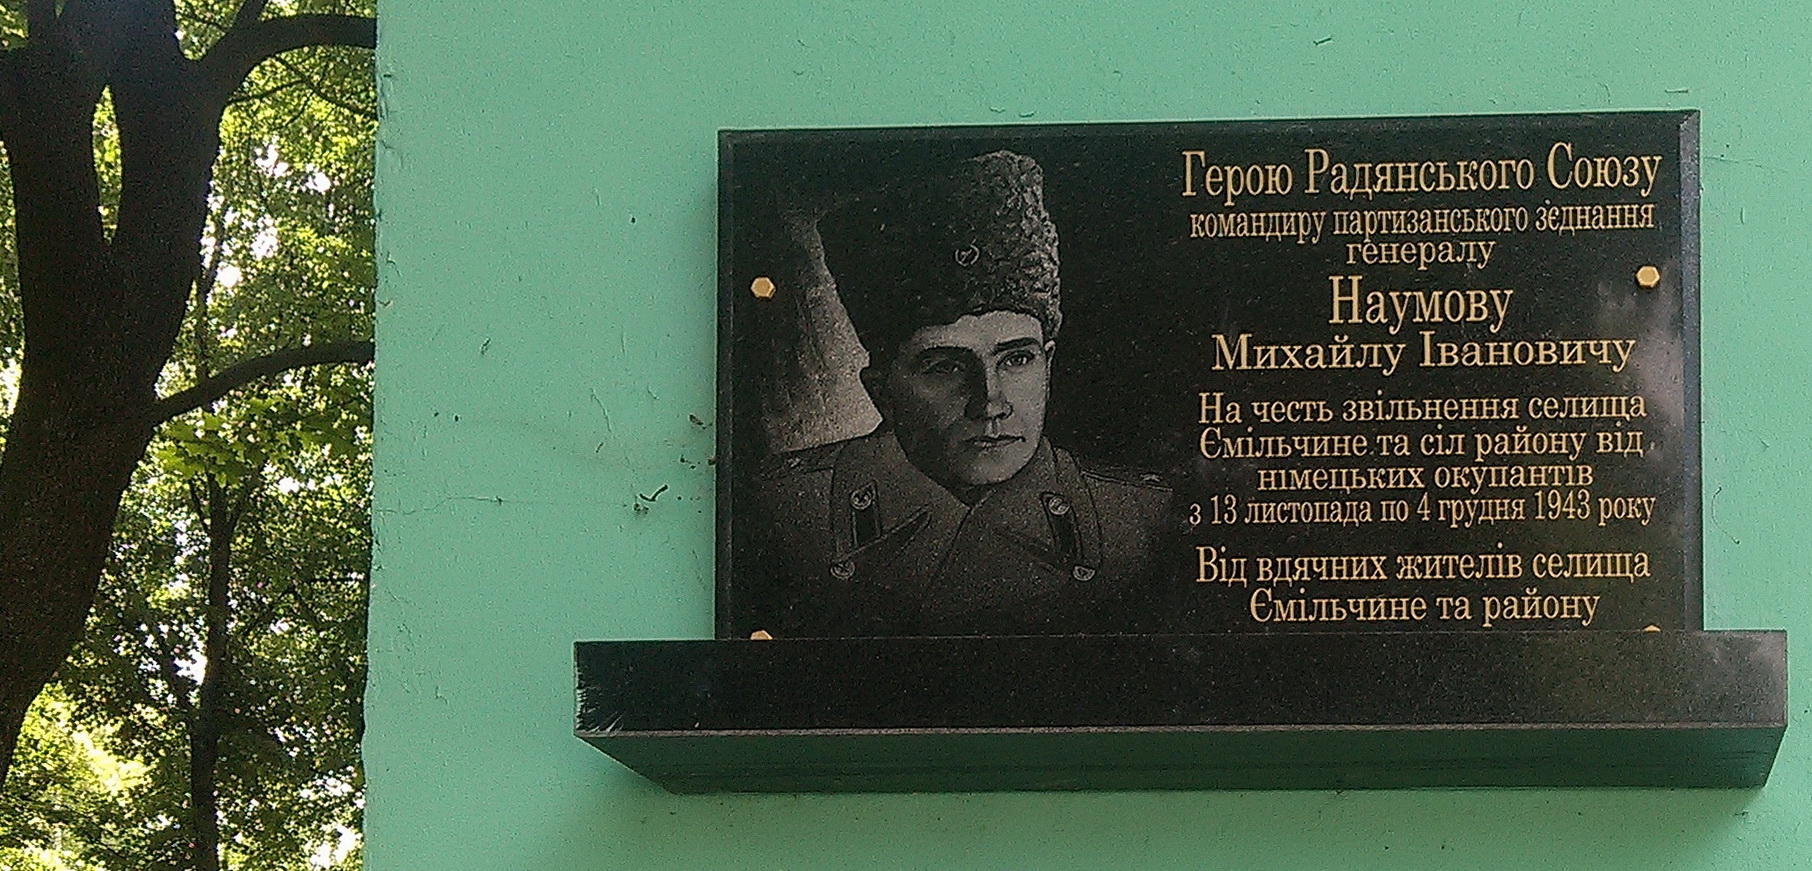 Герою Радянського Союзу
командиру партизанського зєднання
генералу
Наумову
Михайлу Івановичу
На честь звільнення селища
Ємільчине та сіл району від
німецьких окупантів
з 13 листопада по 4 грудня 1943 року
Від вдячних жителів селища
Ємільчине та району